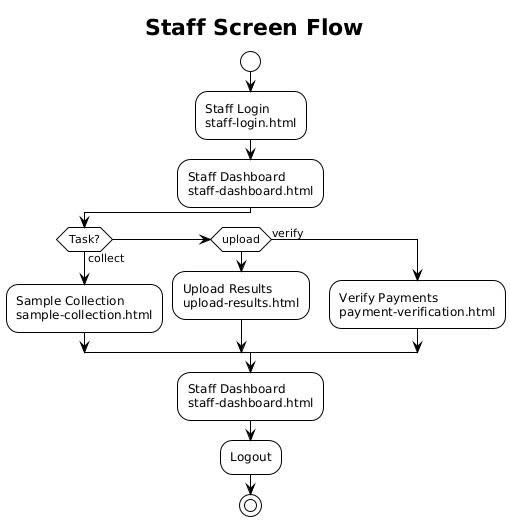 Staff Screen Flow
Staff Login
staff-login.html
Staff Dashboard
staff-dashboard.html
Task?
upload
verify
collect
Sample Collection
sample-collection.html
Upload Results
upload-results.html
Verify Payments
payment-verification.html
Staff Dashboard
staff-dashboard.html
Logout